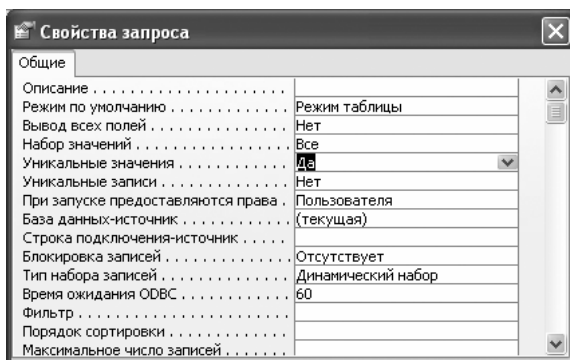 Свойства запроса
Общие
Описание . . . . . . . . . . . . . . . . . . . . . .
Режим по умолчанию . . . . . . . . . . . . . Режим таблицы
Вывод всех полей . . . . . . . . . . . . . . . . Нет
Набор значений . . . . . . . . . . . . . . . . . . Все
Уникальные значения . . . . . . . . . . . . . Да
Уникальные записи . . . . . . . . . . . . . . . Нет
При запуске предоставляются права . Пользователя
База данных-источник . . . . . . . . . . . . (текущая)
Строка подключения-источник . . . . .
Блокировка записей . . . . . . . . . . . . . . Отсутствует
Тип набора записей . . . . . . . . . . . . . . Динамический набор
Время ожидания ODBC . . . . . . . . . . . . 60
Фильтр . . . . . . . . . . . . . . . . . . . . . . . .
Порядок сортировки . . . . . . . . . . . . . .
Максимальное число записей . . . . . . .